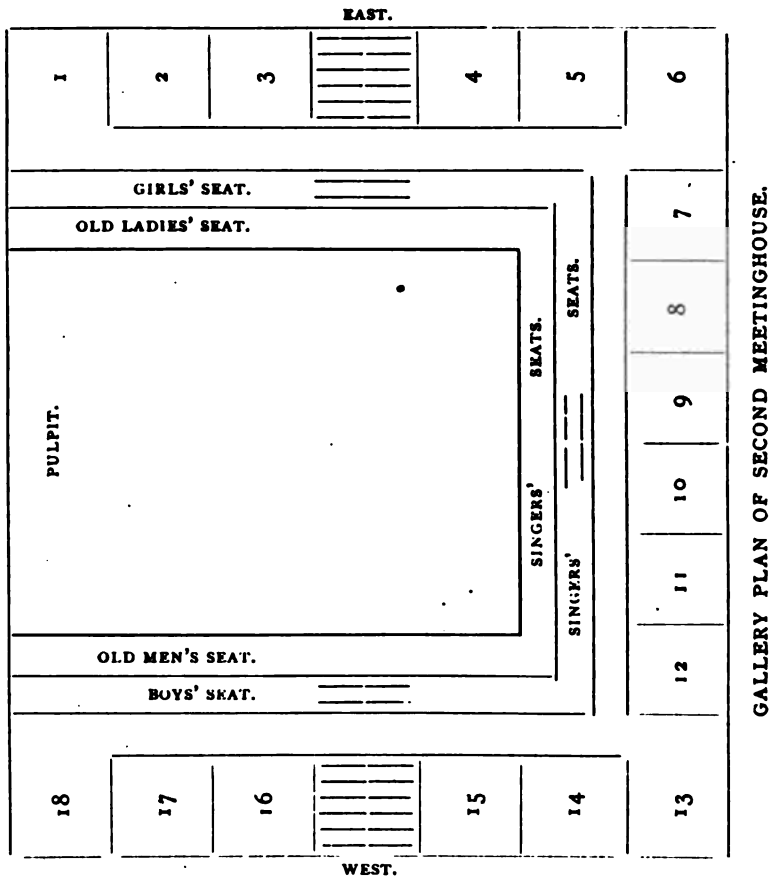 EAST.
1
2
3
4
5
6
GIRLS' SEAT.
OLD LADIES' SEAT.
7
8
9
10
11
12
SEATS.
SEATS.
PULPIT.
SINGERS'
SINGERS'
OLD MEN'S SEAT.
BOYS' SEAT.
18
17
16
15
14
13
WEST.
GALLERY PLAN OF SECOND MEETINGHOUSE.